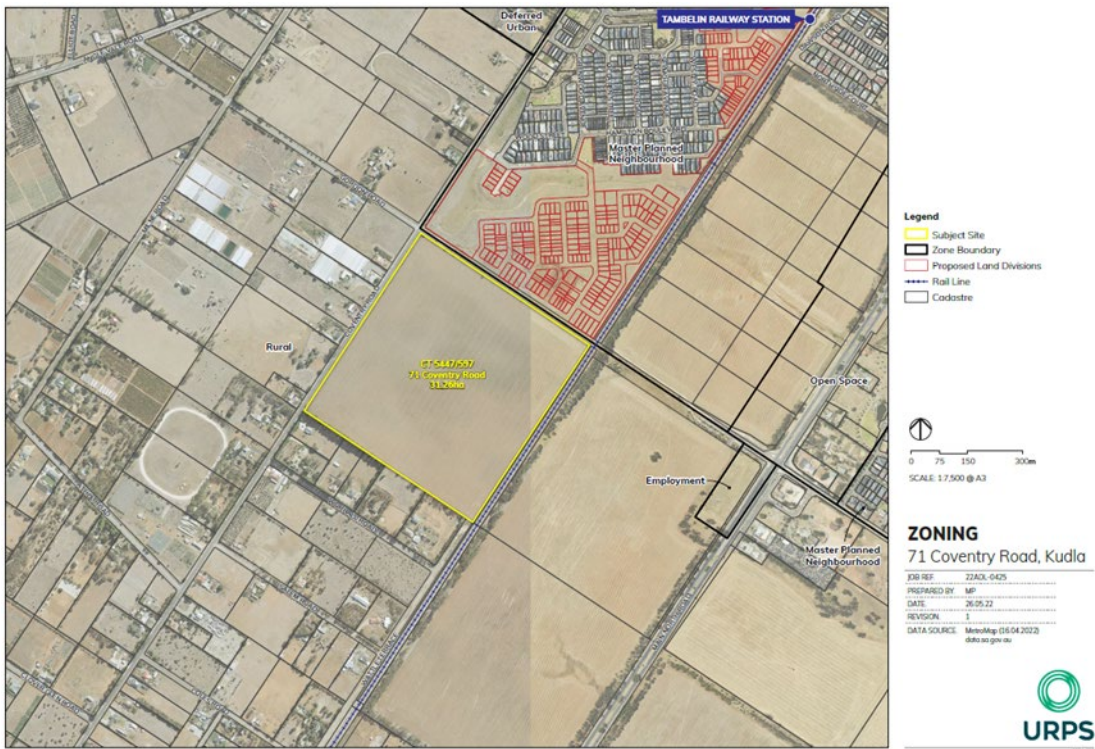 Deferred
Urban
TAMBELIN RAILWAY STATION
Master Planned
Neighbourhood
Rural
CT 5447/597
71 Coventry Road
31.26ha
Open Space
Employment
Master Planned
Neighbourhood
Legend
Subject Site
Zone Boundary
Proposed Land Divisions
Rail Line
Cadastre
0 75 150 300m
SCALE: 1:7,500 @ A3
ZONING
71 Coventry Road, Kudla
JOB REF. 22ADL-0425
PREPARED BY. MP
DATE. 26.05.22
REVISION. 1
DATA SOURCE. MetroMap (16.04.2022)
data.sa.gov.au
URPS